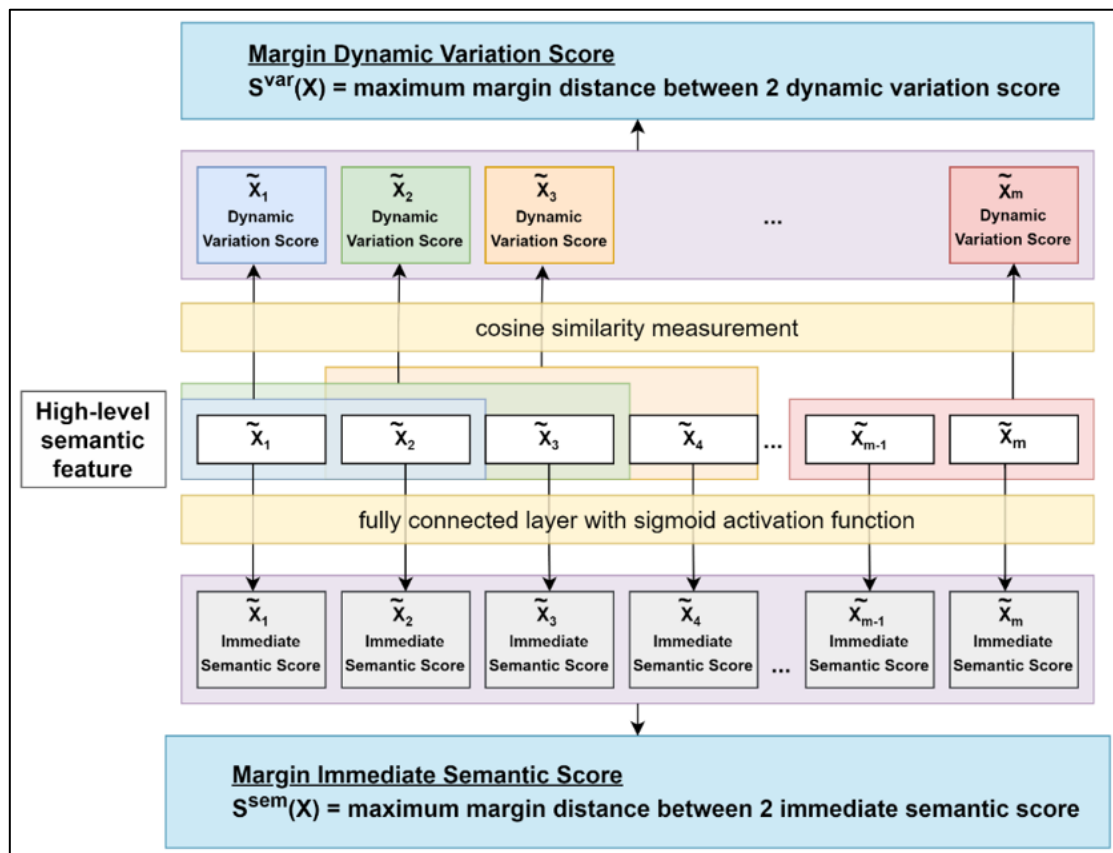 Margin Dynamic Variation Score
S^var(X) = maximum margin distance between 2 dynamic variation score
X̃₁ X̃₂ X̃₃ X̃m
Dynamic Dynamic Dynamic ... Dynamic
Variation Score Variation Score Variation Score Variation Score
cosine similarity measurement
High-level
semantic
feature
X̃₁ X̃₂ X̃₃ X̃₄ ... X̃m-1 X̃m
fully connected layer with sigmoid activation function
X̃₁ X̃₂ X̃₃ X̃₄ X̃m-1 X̃m
Immediate Immediate Immediate Immediate Immediate Immediate
Semantic Score Semantic Score Semantic Score Semantic Score ... Semantic Score Semantic Score
Margin Immediate Semantic Score
S^sem(X) = maximum margin distance between 2 immediate semantic score